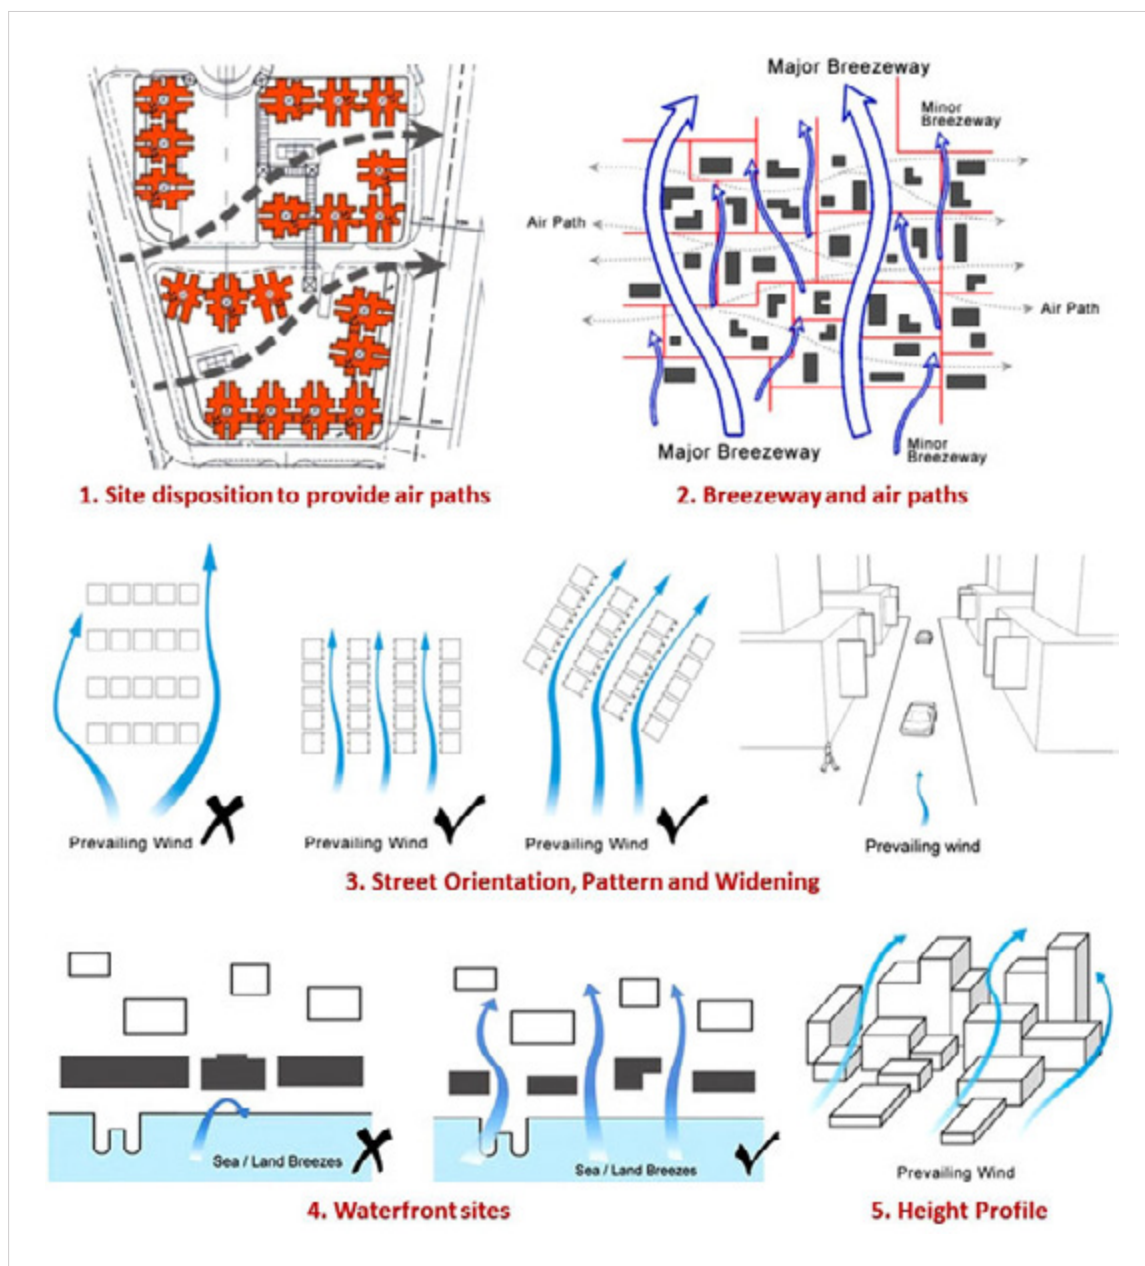 Major Breezeway
Minor
Breezeway
Air Path
Air Path
Major Breezeway
Minor
Breezeway
1. Site disposition to provide air paths
2. Breezeway and air paths
Prevailing Wind
Prevailing Wind
Prevailing Wind
Prevailing wind
3. Street Orientation, Pattern and Widening
Sea / Land Breezes
Sea / Land Breezes
Prevailing Wind
4. Waterfront sites
5. Height Profile